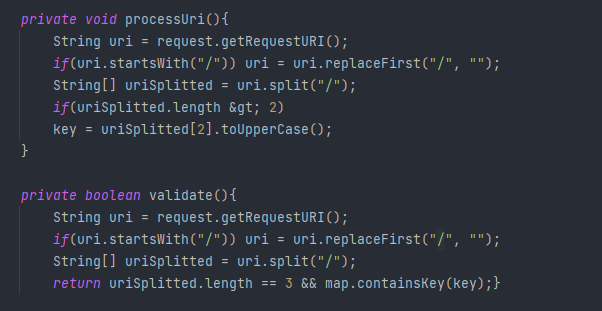 private void processUri(){
    String uri = request.getRequestURI();
    if(uri.startsWith("/")) uri = uri.replaceFirst("/", "");
    String[] uriSplitted = uri.split("/");
    if(uriSplitted.length &gt; 2)
    key = uriSplitted[2].toUpperCase();
}

private boolean validate(){
    String uri = request.getRequestURI();
    if(uri.startsWith("/")) uri = uri.replaceFirst("/", "");
    String[] uriSplitted = uri.split("/");
    return uriSplitted.length == 3 && map.containsKey(key);}